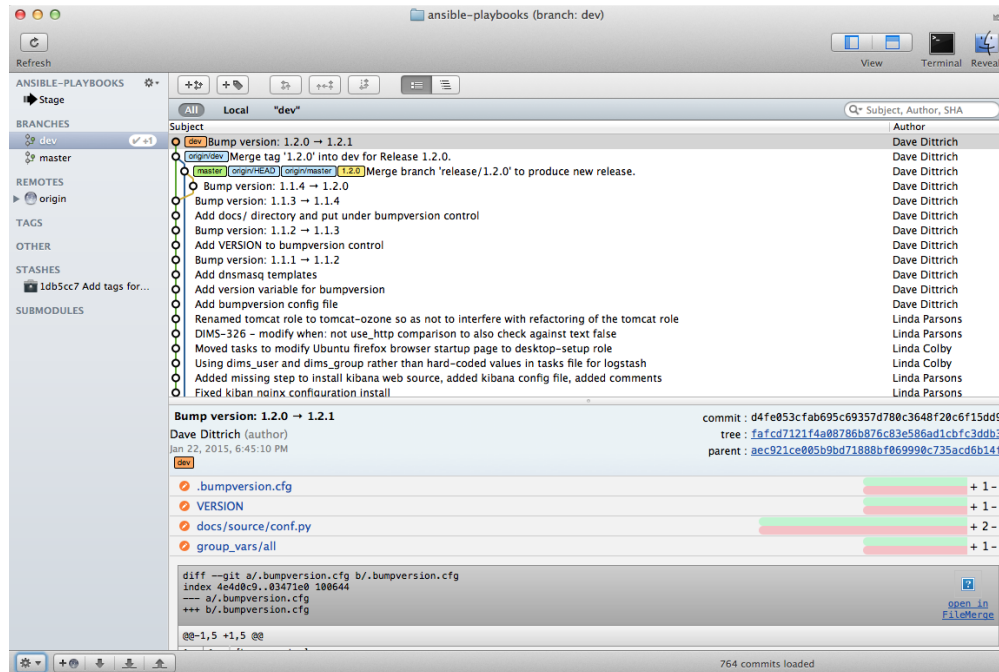 ansible-playbooks (branch: dev)
Refresh
View
Terminal
Reveal
ANSIBLE-PLAYBOOKS
Stage
BRANCHES
dev
+1
master
REMOTES
origin
TAGS
OTHER
STASHES
1db5cc7 Add tags for...
SUBMODULES
All Local "dev"
Subject, Author, SHA
Subject Author
dev Bump version: 1.2.0 → 1.2.1 Dave Dittrich
origin/dev Merge tag '1.2.0' into dev for Release 1.2.0. Dave Dittrich
master origin/HEAD origin/master 1.2.0 Merge branch 'release/1.2.0' to produce new release. Dave Dittrich
Bump version: 1.1.4 → 1.2.0 Dave Dittrich
Bump version: 1.1.3 → 1.1.4 Dave Dittrich
Add docs/ directory and put under bumpversion control Dave Dittrich
Bump version: 1.1.2 → 1.1.3 Dave Dittrich
Add VERSION to bumpversion control Dave Dittrich
Bump version: 1.1.1 → 1.1.2 Dave Dittrich
Add dnsmasq templates Dave Dittrich
Add version variable for bumpversion Dave Dittrich
Add bumpversion config file Dave Dittrich
Renamed tomcat role to tomcat-ozone so as not to interfere with refactoring of the tomcat role Linda Parsons
DIMS-326 - modify when: not use_http comparison to also check against text false Linda Parsons
Moved tasks to modify Ubuntu firefox browser startup page to desktop-setup role Linda Colby
Using dims_user and dims_group rather than hard-coded values in tasks file for logstash Linda Colby
Added missing step to install kibana web source, added kibana config file, added comments Linda Parsons
Fixed kiban nginx configuration install Linda Parsons
Bump version: 1.2.0 → 1.2.1
Dave Dittrich (author)
Jan 22, 2015, 6:45:10 PM
dev
commit : d4fe053cfab695c69357d780c3648f20c6f15dd9
tree : fafcd7121f4a08786b876c83e586ad1cbfc3ddb3
parent : aec921ce005b9bd71888bf069990c735acd6b14f
.bumpversion.cfg + 1 -
VERSION + 1 -
docs/source/conf.py + 2 -
group_vars/all + 1 -
diff --git a/.bumpversion.cfg b/.bumpversion.cfg
index 4e4d0c9..03471e0 100644
--- a/.bumpversion.cfg
+++ b/.bumpversion.cfg
open in
FileMerge
@@-1,5 +1,5 @@
764 commits loaded